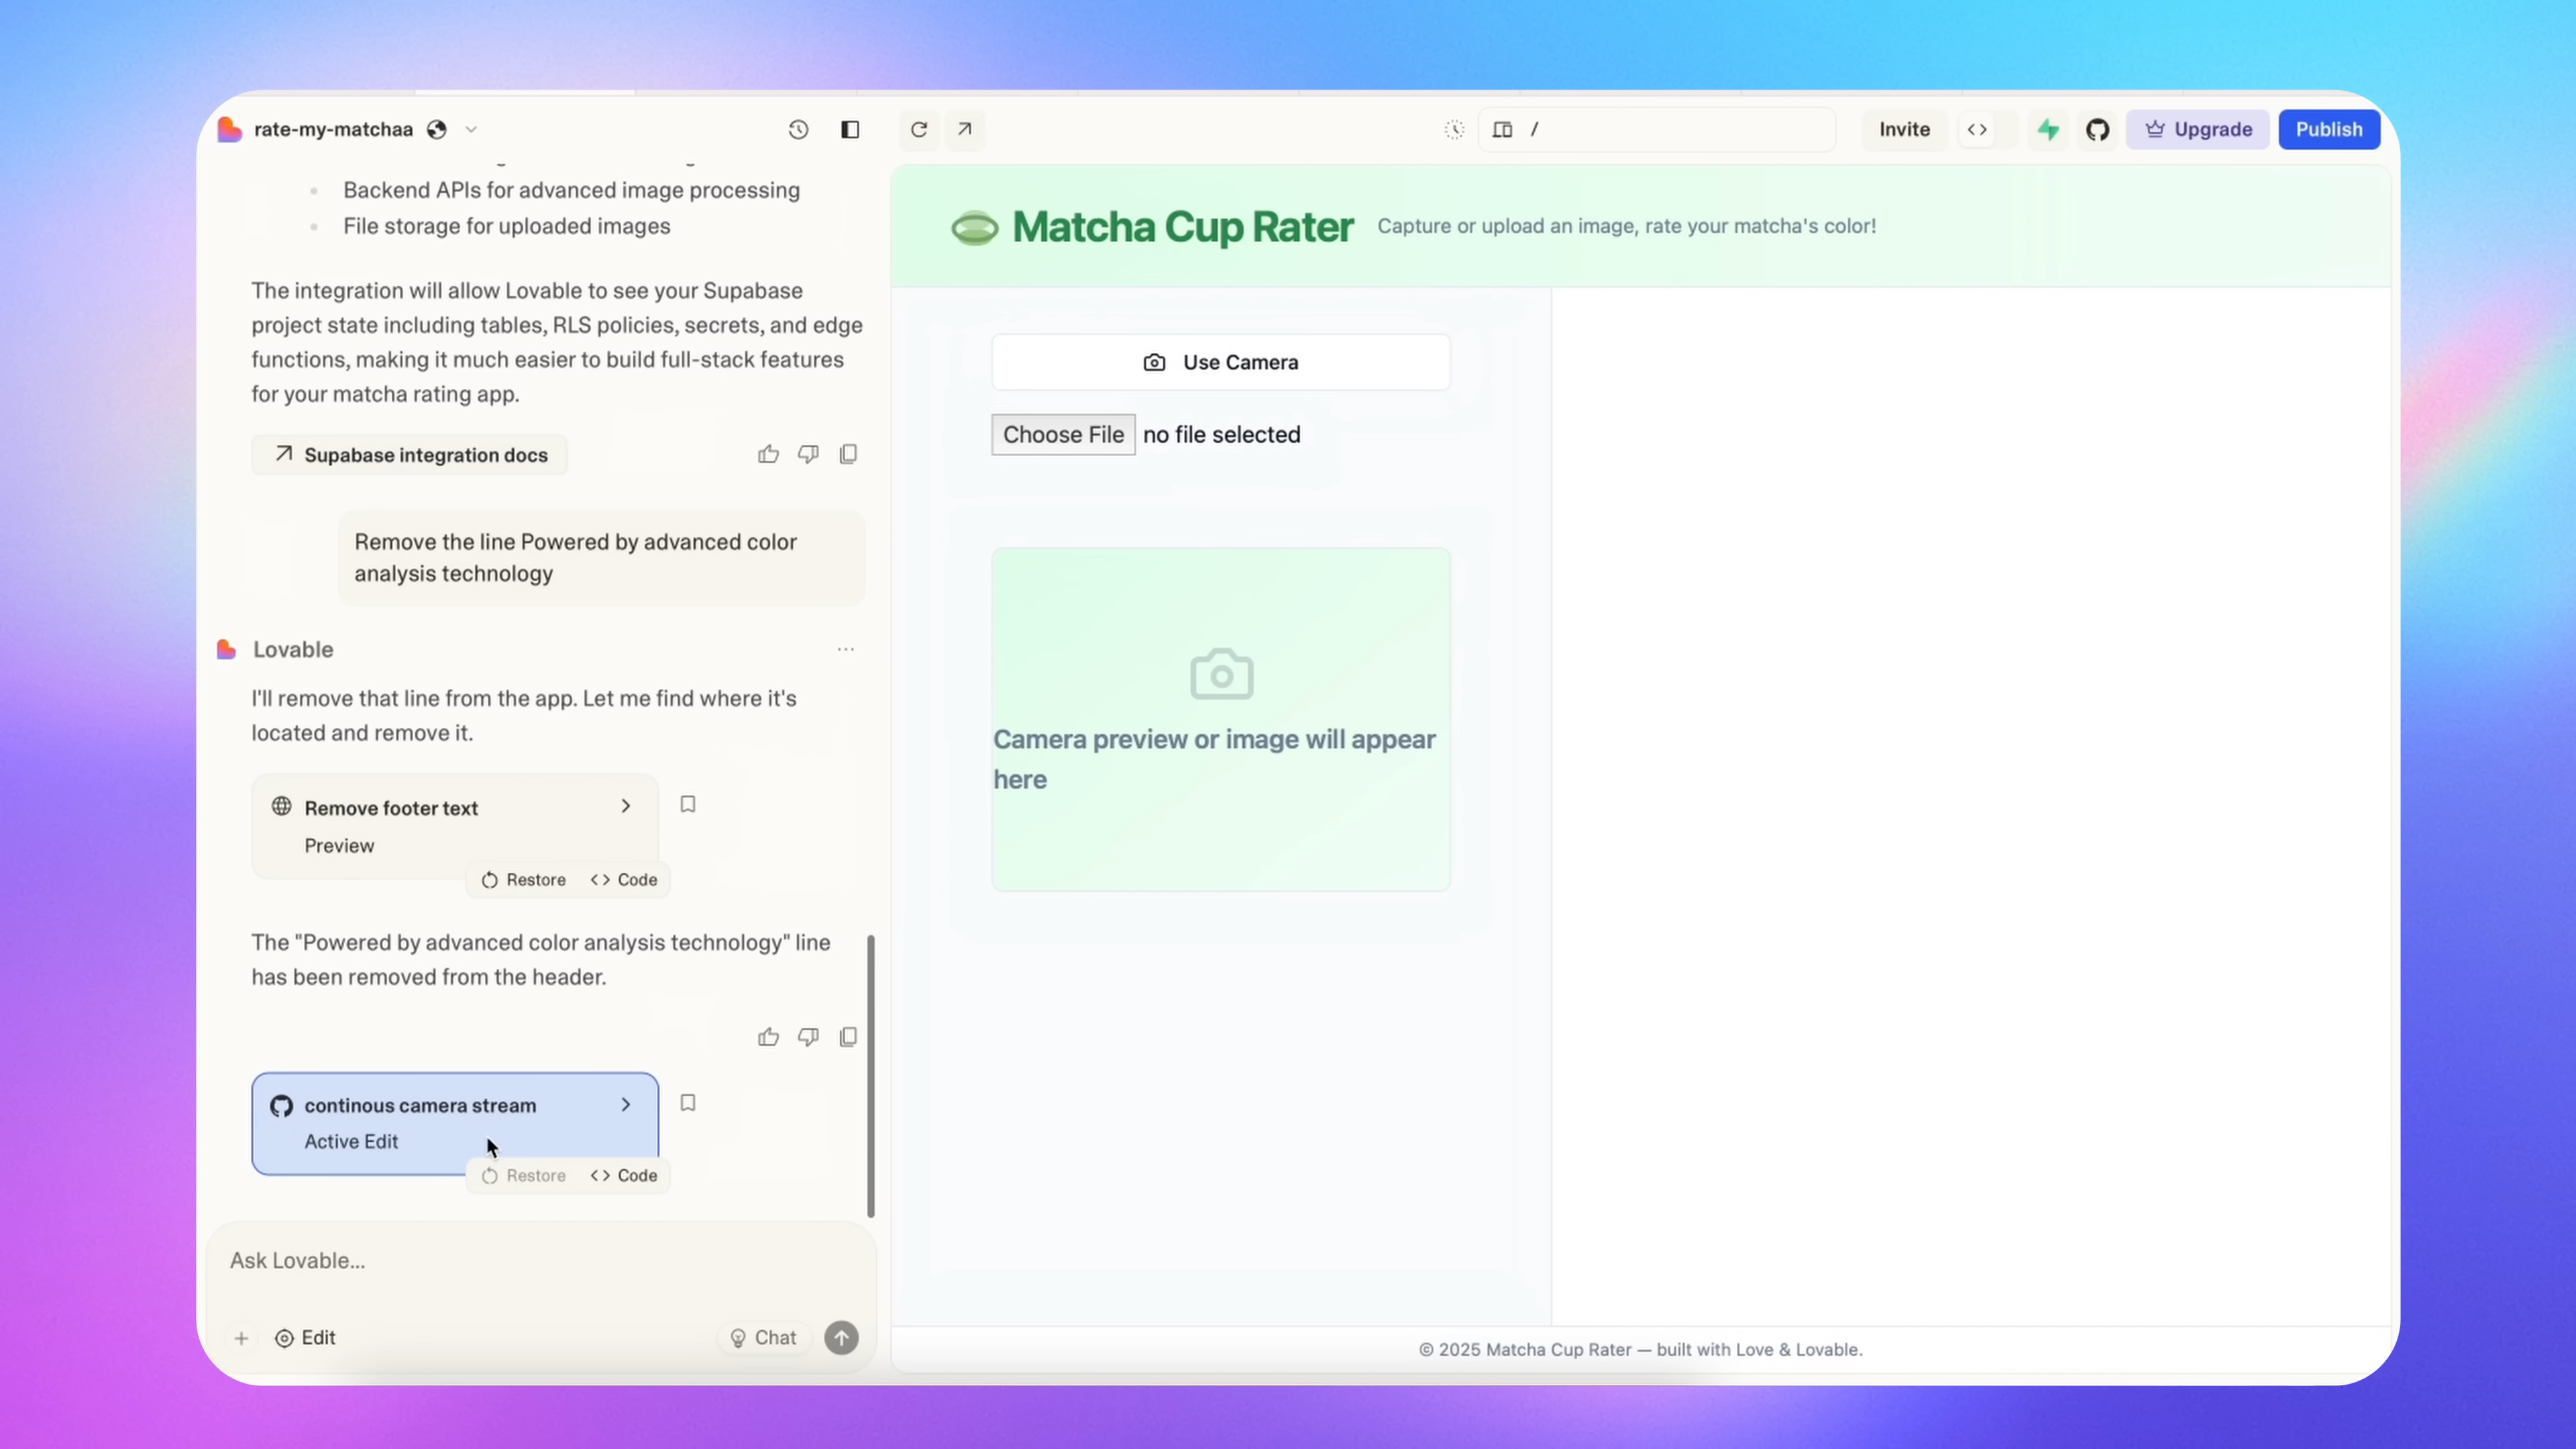 rate-my-matchaa
/
Invite
Upgrade
Publish
Backend APIs for advanced image processing
File storage for uploaded images
The integration will allow Lovable to see your Supabase
project state including tables, RLS policies, secrets, and edge
functions, making it much easier to build full-stack features
for your matcha rating app.
Supabase integration docs
Remove the line Powered by advanced color
analysis technology
Lovable
I'll remove that line from the app. Let me find where it's
located and remove it.
Remove footer text
Preview
Restore
Code
The "Powered by advanced color analysis technology" line
has been removed from the header.
continous camera stream
Active Edit
Restore
Code
Ask Lovable...
Edit
Chat
Matcha Cup Rater
Capture or upload an image, rate your matcha's color!
Use Camera
Choose File no file selected
Camera preview or image will appear
here
© 2025 Matcha Cup Rater — built with Love & Lovable.